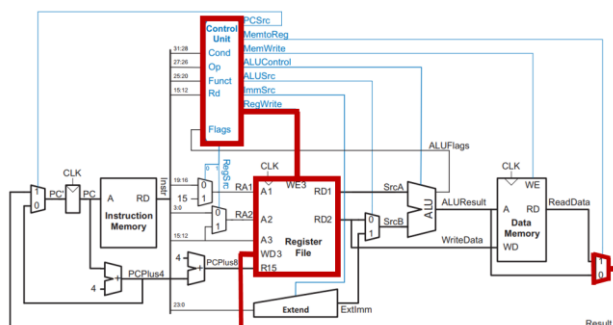 PCSrc
Control
Unit
MemtoReg
MemWrite
ALUControl
ALUSrc
ImmSrc
RegWrite
31:28
Cond
27:26
Op
25:20
Funct
15:12
Rd
Flags
ALUFlags
CLK
CLK
CLK
RegSrc
1
0
PC'
PC
A
RD
Instruction
Memory
Instr
19:16
15
0
1
RA1
A1
WE3
RD1
SrcA
3:0
0
1
RA2
A2
RD2
0
1
SrcB
ALU
ALUResult
WE
A
RD
Data
Memory
WD
ReadData
15:12
A3
WD3
Register
File
R15
WriteData
1
0
4
+
PCPlus4
4
+
PCPlus8
23:0
Extend
ExtImm
Result